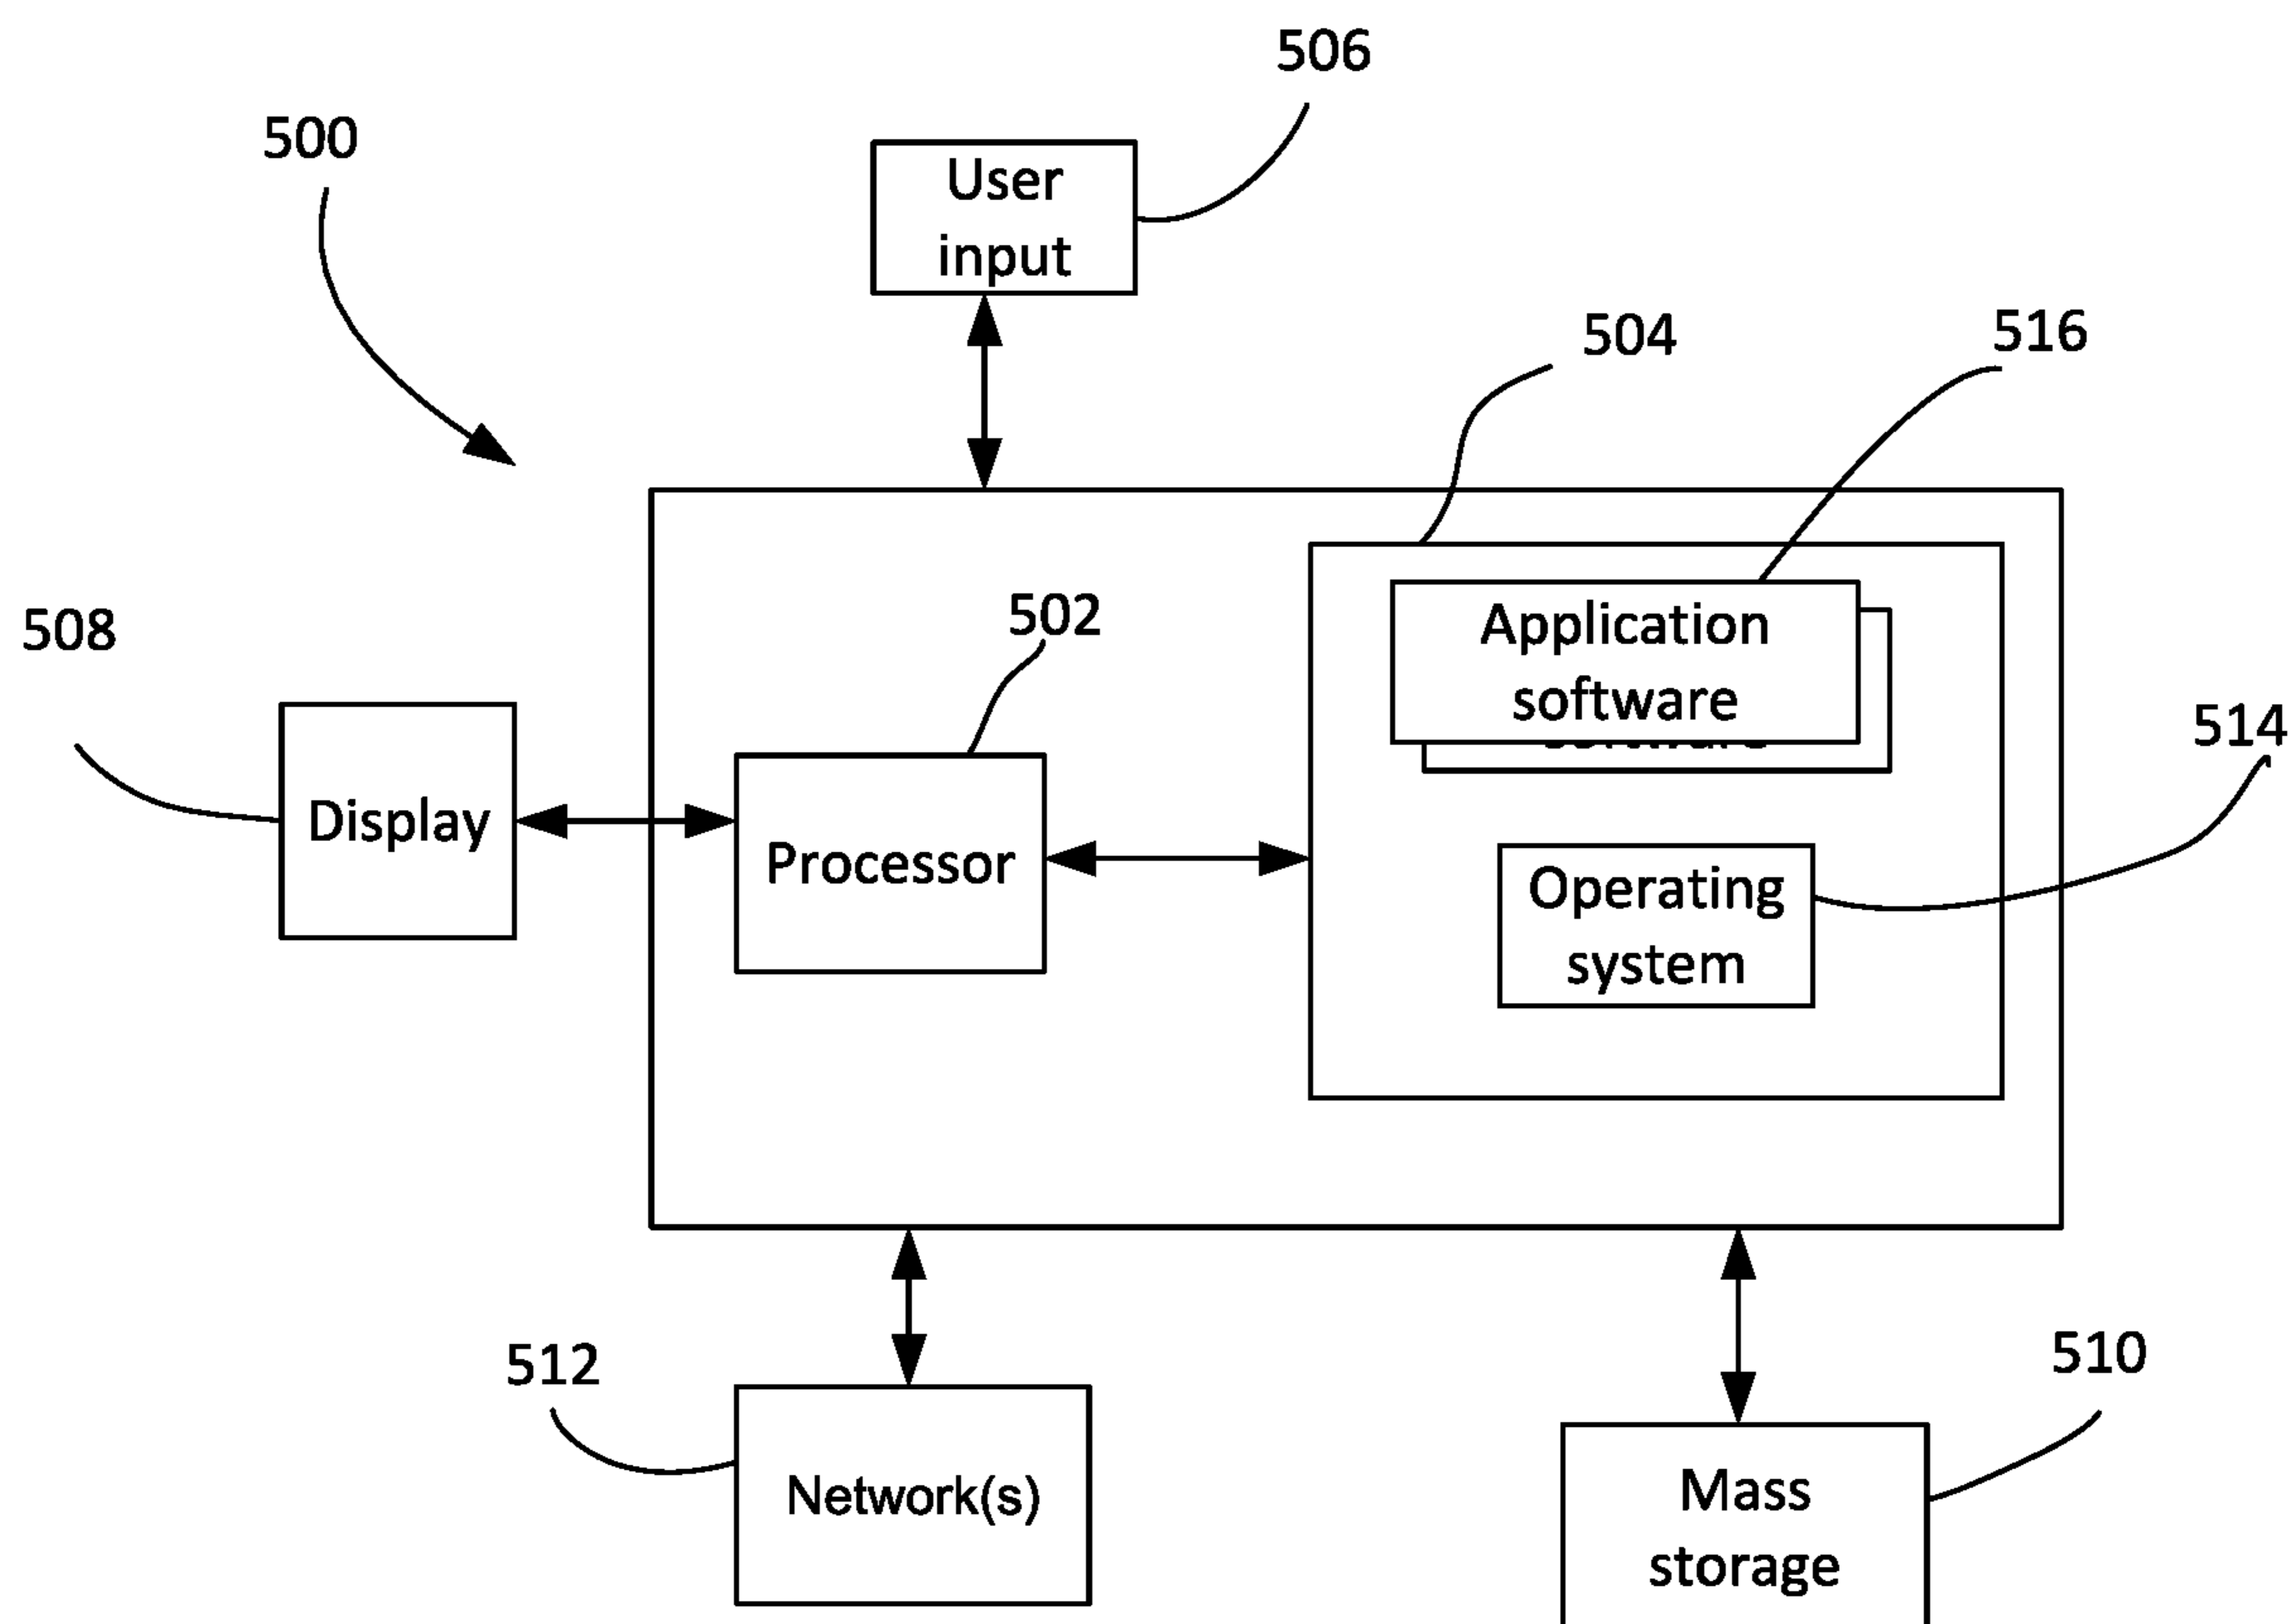 506
500
User
input
504
516
502
508
Application
software
514
Display
Processor
Operating
system
512
510
Network(s)
Mass
storage